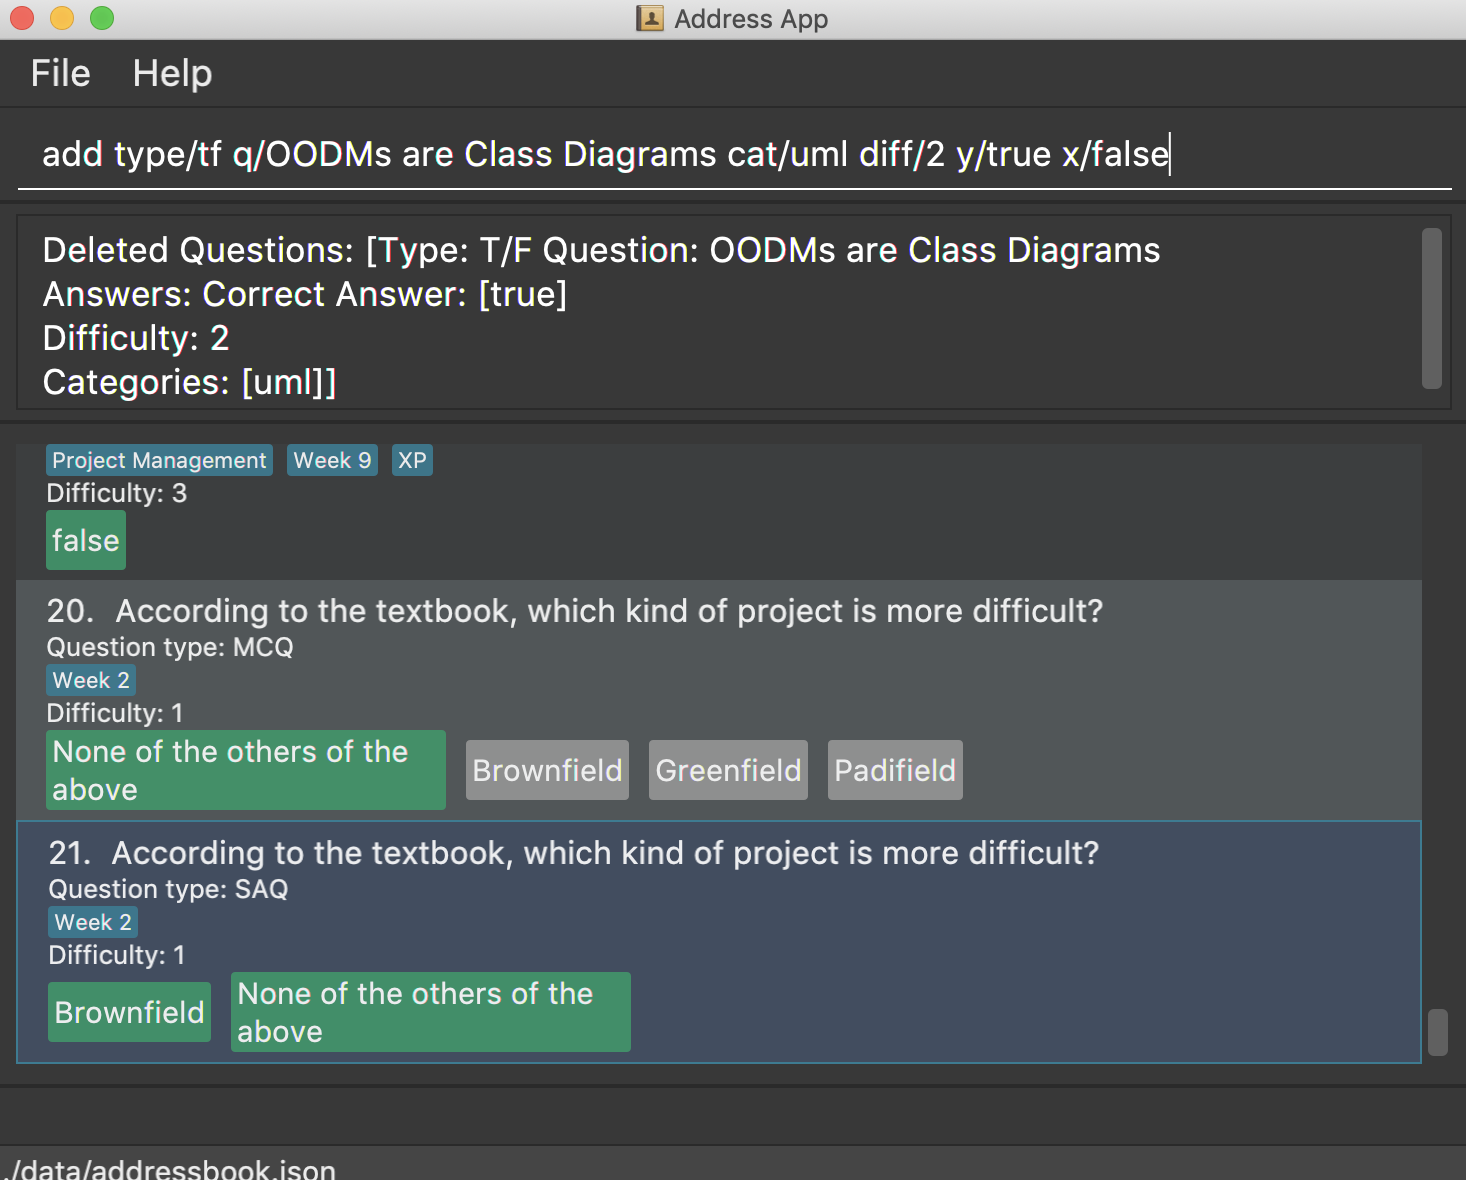 Address App
File Help
add type/tf q/OODMs are Class Diagrams cat/uml diff/2 y/true x/false
Deleted Questions: [Type: T/F Question: OODMs are Class Diagrams
Answers: Correct Answer: [true]
Difficulty: 2
Categories: [uml]]
Project Management Week 9 XP
Difficulty: 3
false
20. According to the textbook, which kind of project is more difficult?
Question type: MCQ
Week 2
Difficulty: 1
None of the others of the
above
Brownfield Greenfield Padifield
21. According to the textbook, which kind of project is more difficult?
Question type: SAQ
Week 2
Difficulty: 1
Brownfield
None of the others of the
above
./data/addressbook.json